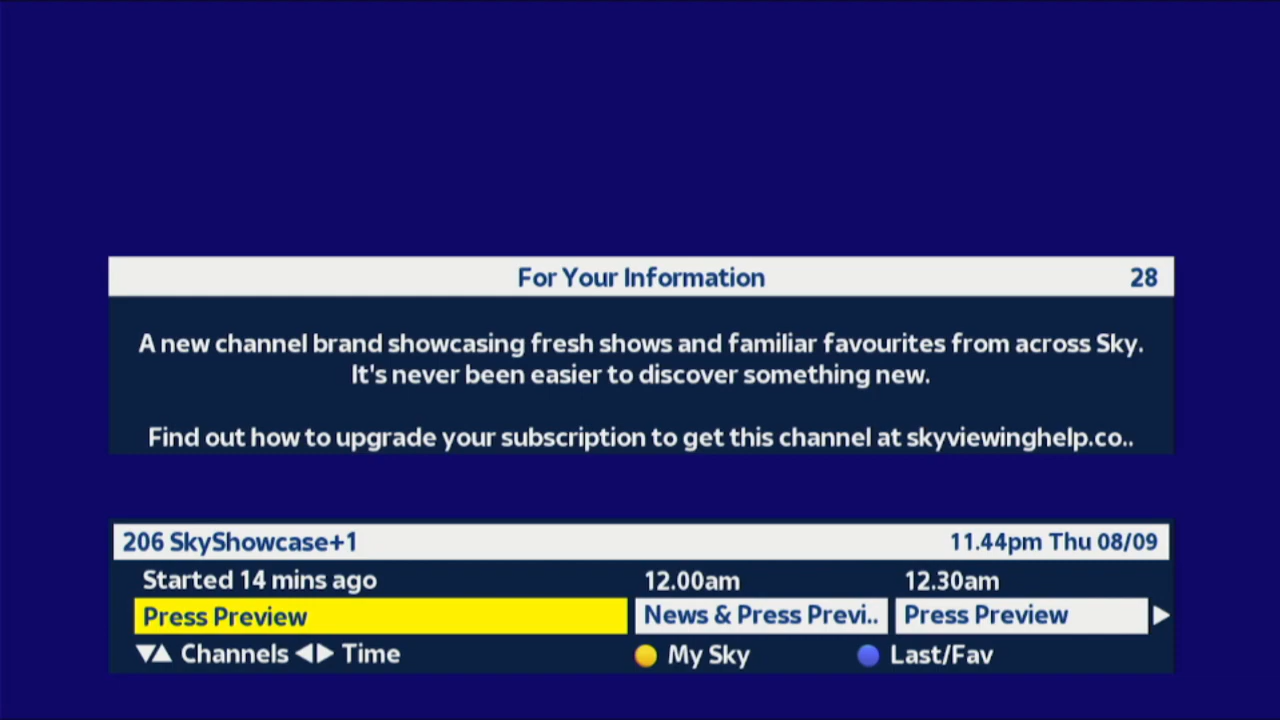 For Your Information 28
A new channel brand showcasing fresh shows and familiar favourites from across Sky.
It's never been easier to discover something new.
Find out how to upgrade your subscription to get this channel at skyviewinghelp.co..
206 SkyShowcase+1 11.44pm Thu 08/09
Started 14 mins ago 12.00am 12.30am
Press Preview News & Press Previ.. Press Preview
Channels Time My Sky Last/Fav